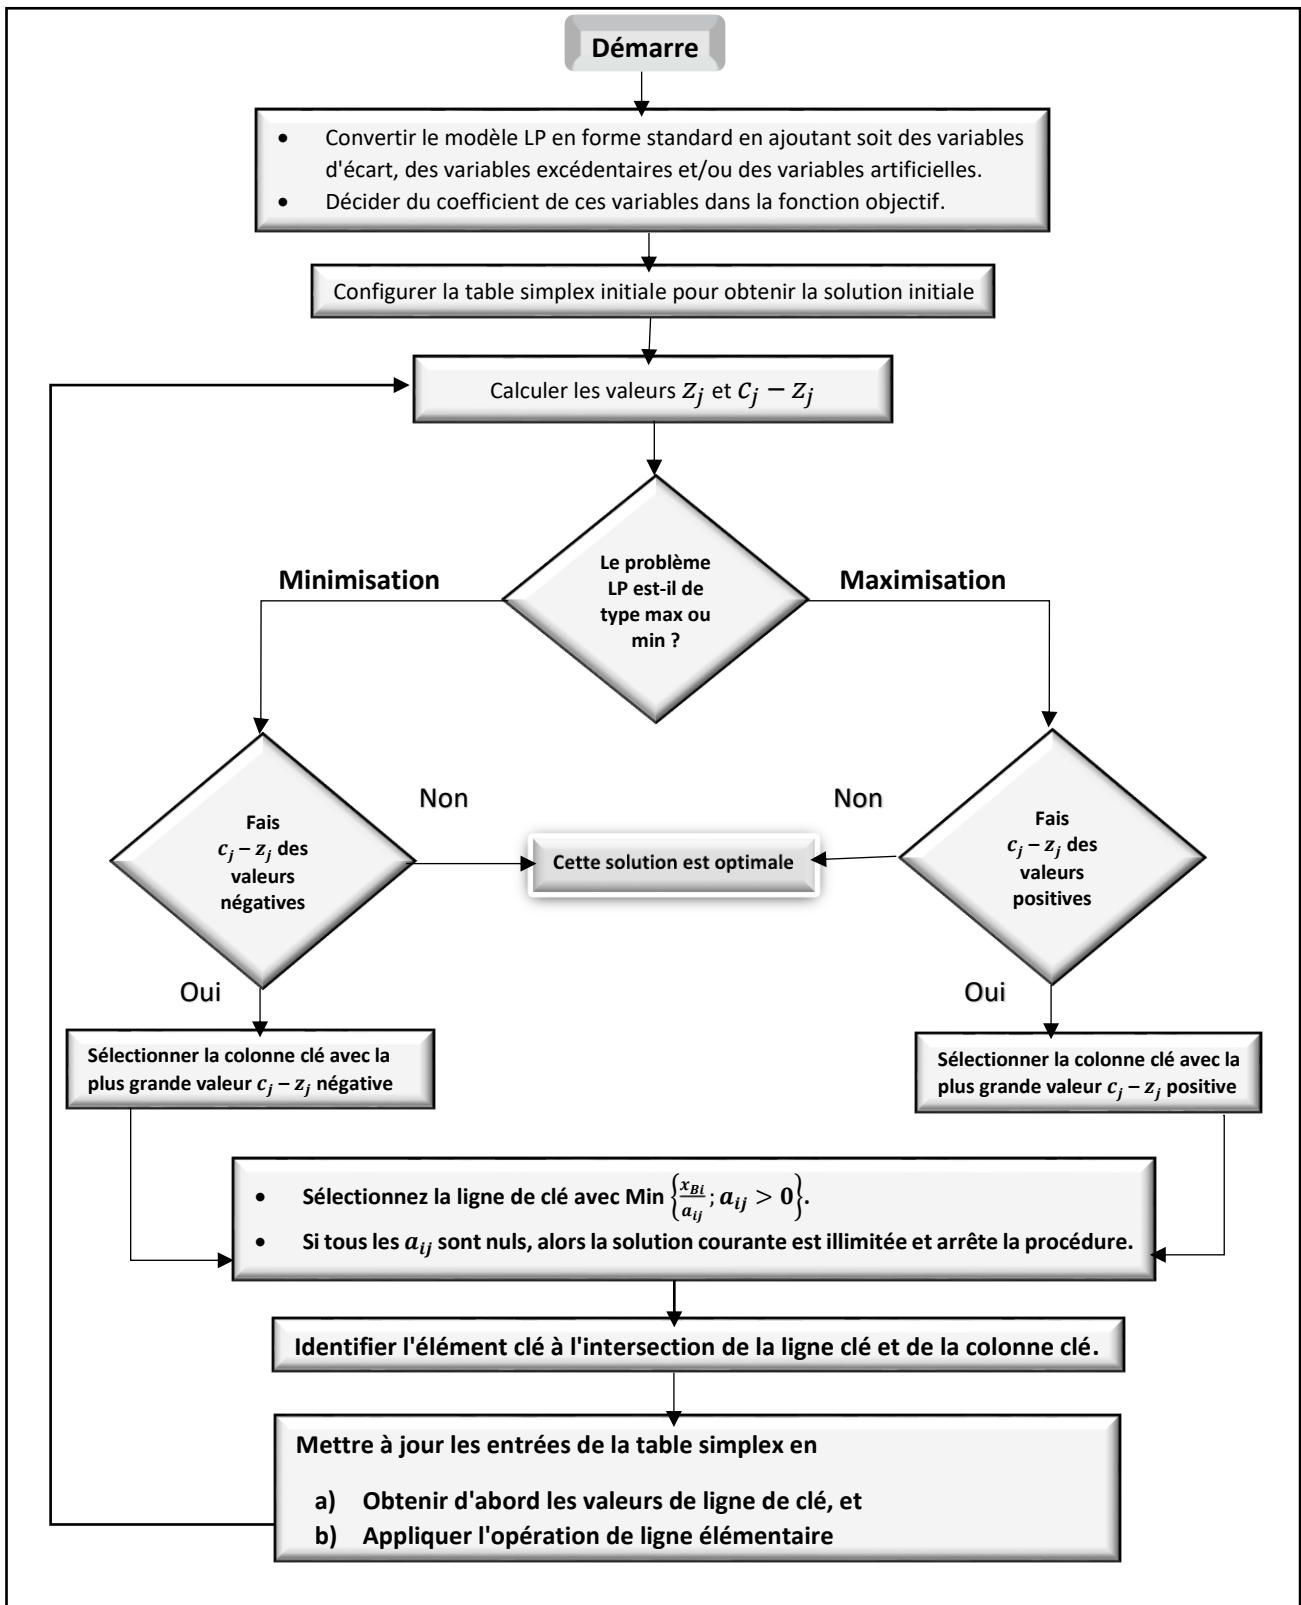 Démarre
• Convertir le modèle LP en forme standard en ajoutant soit des variables
d'écart, des variables excédentaires et/ou des variables artificielles.
• Décider du coefficient de ces variables dans la fonction objectif.
Configurer la table simplex initiale pour obtenir la solution initiale
Calculer les valeurs z_j et c_j − z_j
Le problème
LP est-il de
type max ou
min ?
Minimisation
Maximisation
Fais
c_j − z_j des
valeurs
négatives
Non
Cette solution est optimale
Non
Fais
c_j − z_j des
valeurs
positives
Oui
Oui
Sélectionner la colonne clé avec la
plus grande valeur c_j − z_j négative
Sélectionner la colonne clé avec la
plus grande valeur c_j − z_j positive
• Sélectionnez la ligne de clé avec Min {x_{Bi}/a_{ij} ; a_{ij} > 0}.
• Si tous les a_{ij} sont nuls, alors la solution courante est illimitée et arrête la procédure.
Identifier l'élément clé à l'intersection de la ligne clé et de la colonne clé.
Mettre à jour les entrées de la table simplex en
a) Obtenir d'abord les valeurs de ligne de clé, et
b) Appliquer l'opération de ligne élémentaire